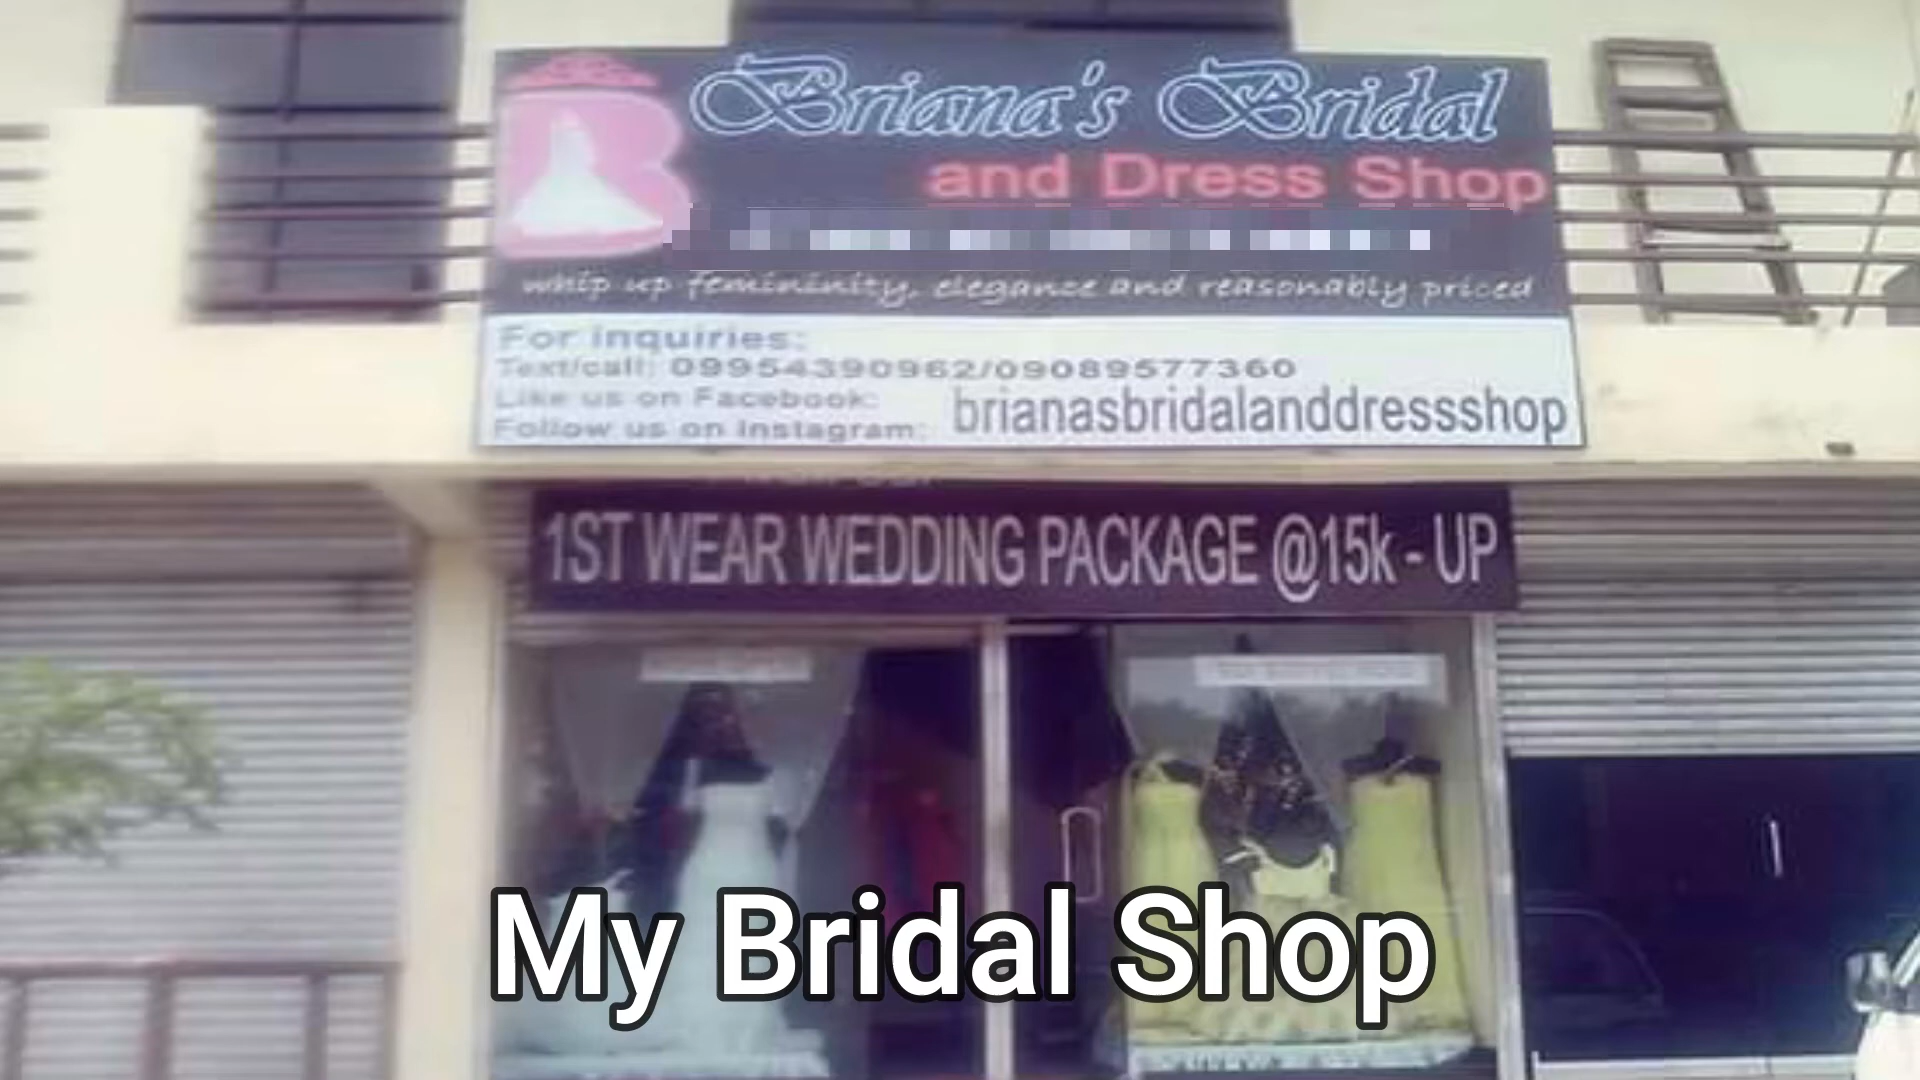 B
Briana's Bridal
and Dress Shop
whip up femininity, elegance and reasonably priced
For inquiries:
Text/call: 09954390962/09089577360
Like us on Facebook:
Follow us on Instagram: brianasbridalanddressshop
1ST WEAR WEDDING PACKAGE @15k - UP
My Bridal Shop